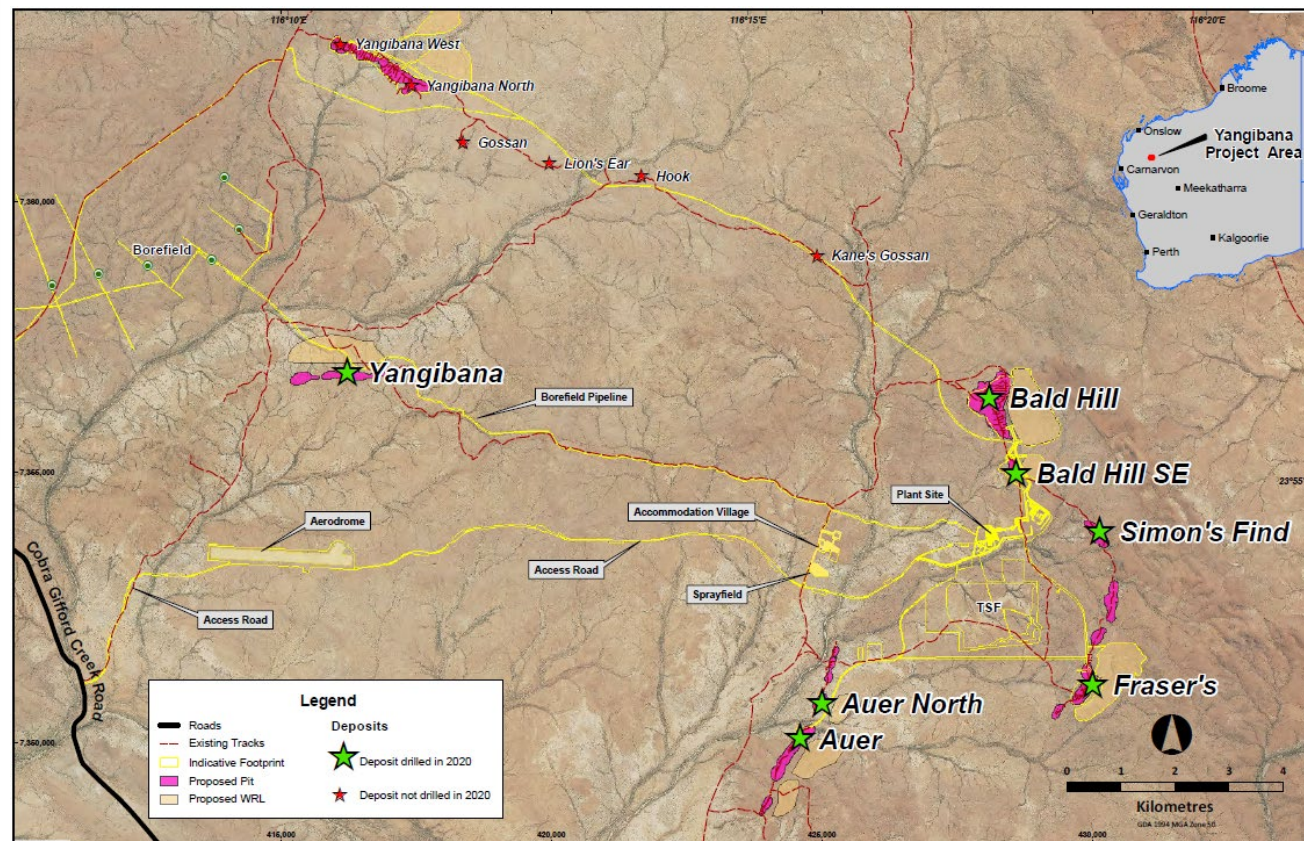 116°10'E
116°15'E
116°20'E
Yangibana West
Yangibana North
Gossan
Lion's Ear
Hook
Kane's Gossan
Broome
Onslow
Yangibana
Project Area
Carnarvon
Meekatharra
Geraldton
Kalgoorlie
Perth
7,360,000
Borefield
Yangibana
Borefield Pipeline
Bald Hill
Bald Hill SE
7,355,000
23°55'
Plant Site
Accommodation Village
Aerodrome
Simon's Find
Access Road
Sprayfield
TSF
Access Road
Cobra Gifford Creek Road
Fraser's
Auer North
Auer
7,350,000
Legend
Roads
Existing Tracks
Indicative Footprint
Proposed Pit
Proposed WRL
Deposits
Deposit drilled in 2020
Deposit not drilled in 2020
0 1 2 3 4
Kilometres
GDA 1994 MGA Zone 50
415,000
420,000
425,000
430,000